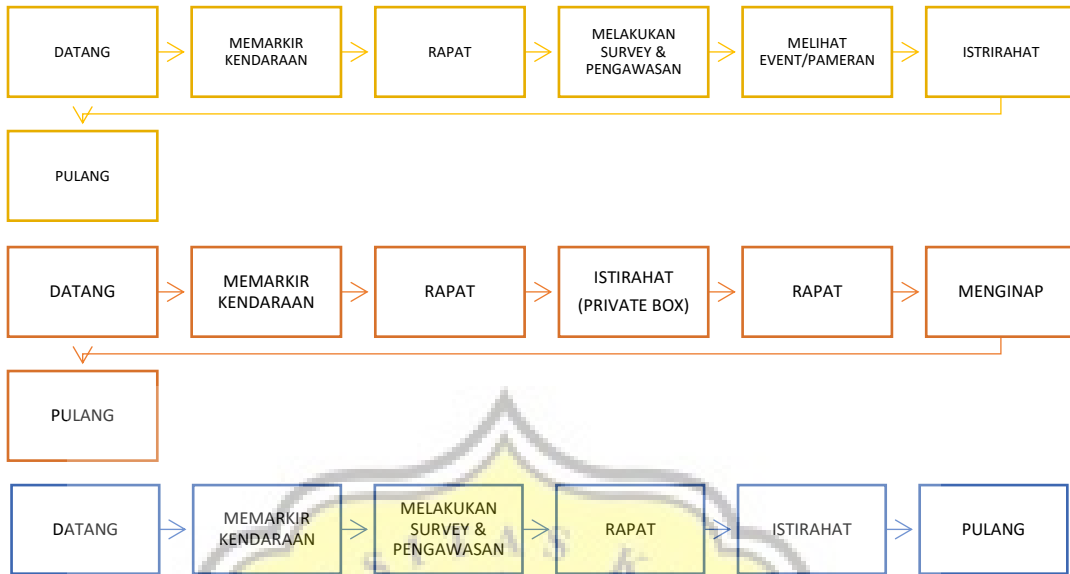 DATANG
MEMARKIR
KENDARAAN
RAPAT
MELAKUKAN
SURVEY &
PENGAWASAN
MELIHAT
EVENT/PAMERAN
ISTRIRAHAT
PULANG
DATANG
MEMARKIR
KENDARAAN
RAPAT
ISTIRAHAT
(PRIVATE BOX)
RAPAT
MENGINAP
PULANG
DATANG
MEMARKIR
KENDARAAN
MELAKUKAN
SURVEY &
PENGAWASAN
RAPAT
ISTIRAHAT
PULANG